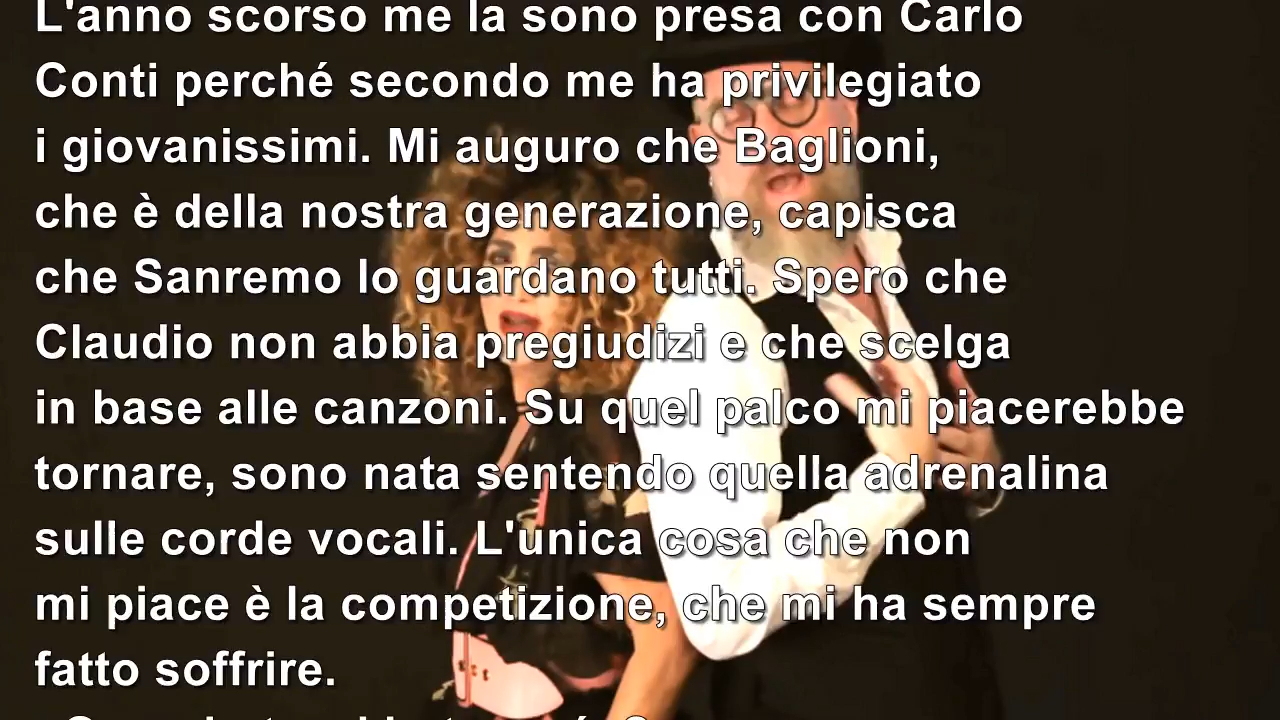 L'anno scorso me la sono presa con Carlo
Conti perché secondo me ha privilegiato
i giovanissimi. Mi auguro che Baglioni,
che è della nostra generazione, capisca
che Sanremo lo guardano tutti. Spero che
Claudio non abbia pregiudizi e che scelga
in base alle canzoni. Su quel palco mi piacerebbe
tornare, sono nata sentendo quella adrenalina
sulle corde vocali. L'unica cosa che non
mi piace è la competizione, che mi ha sempre
fatto soffrire.